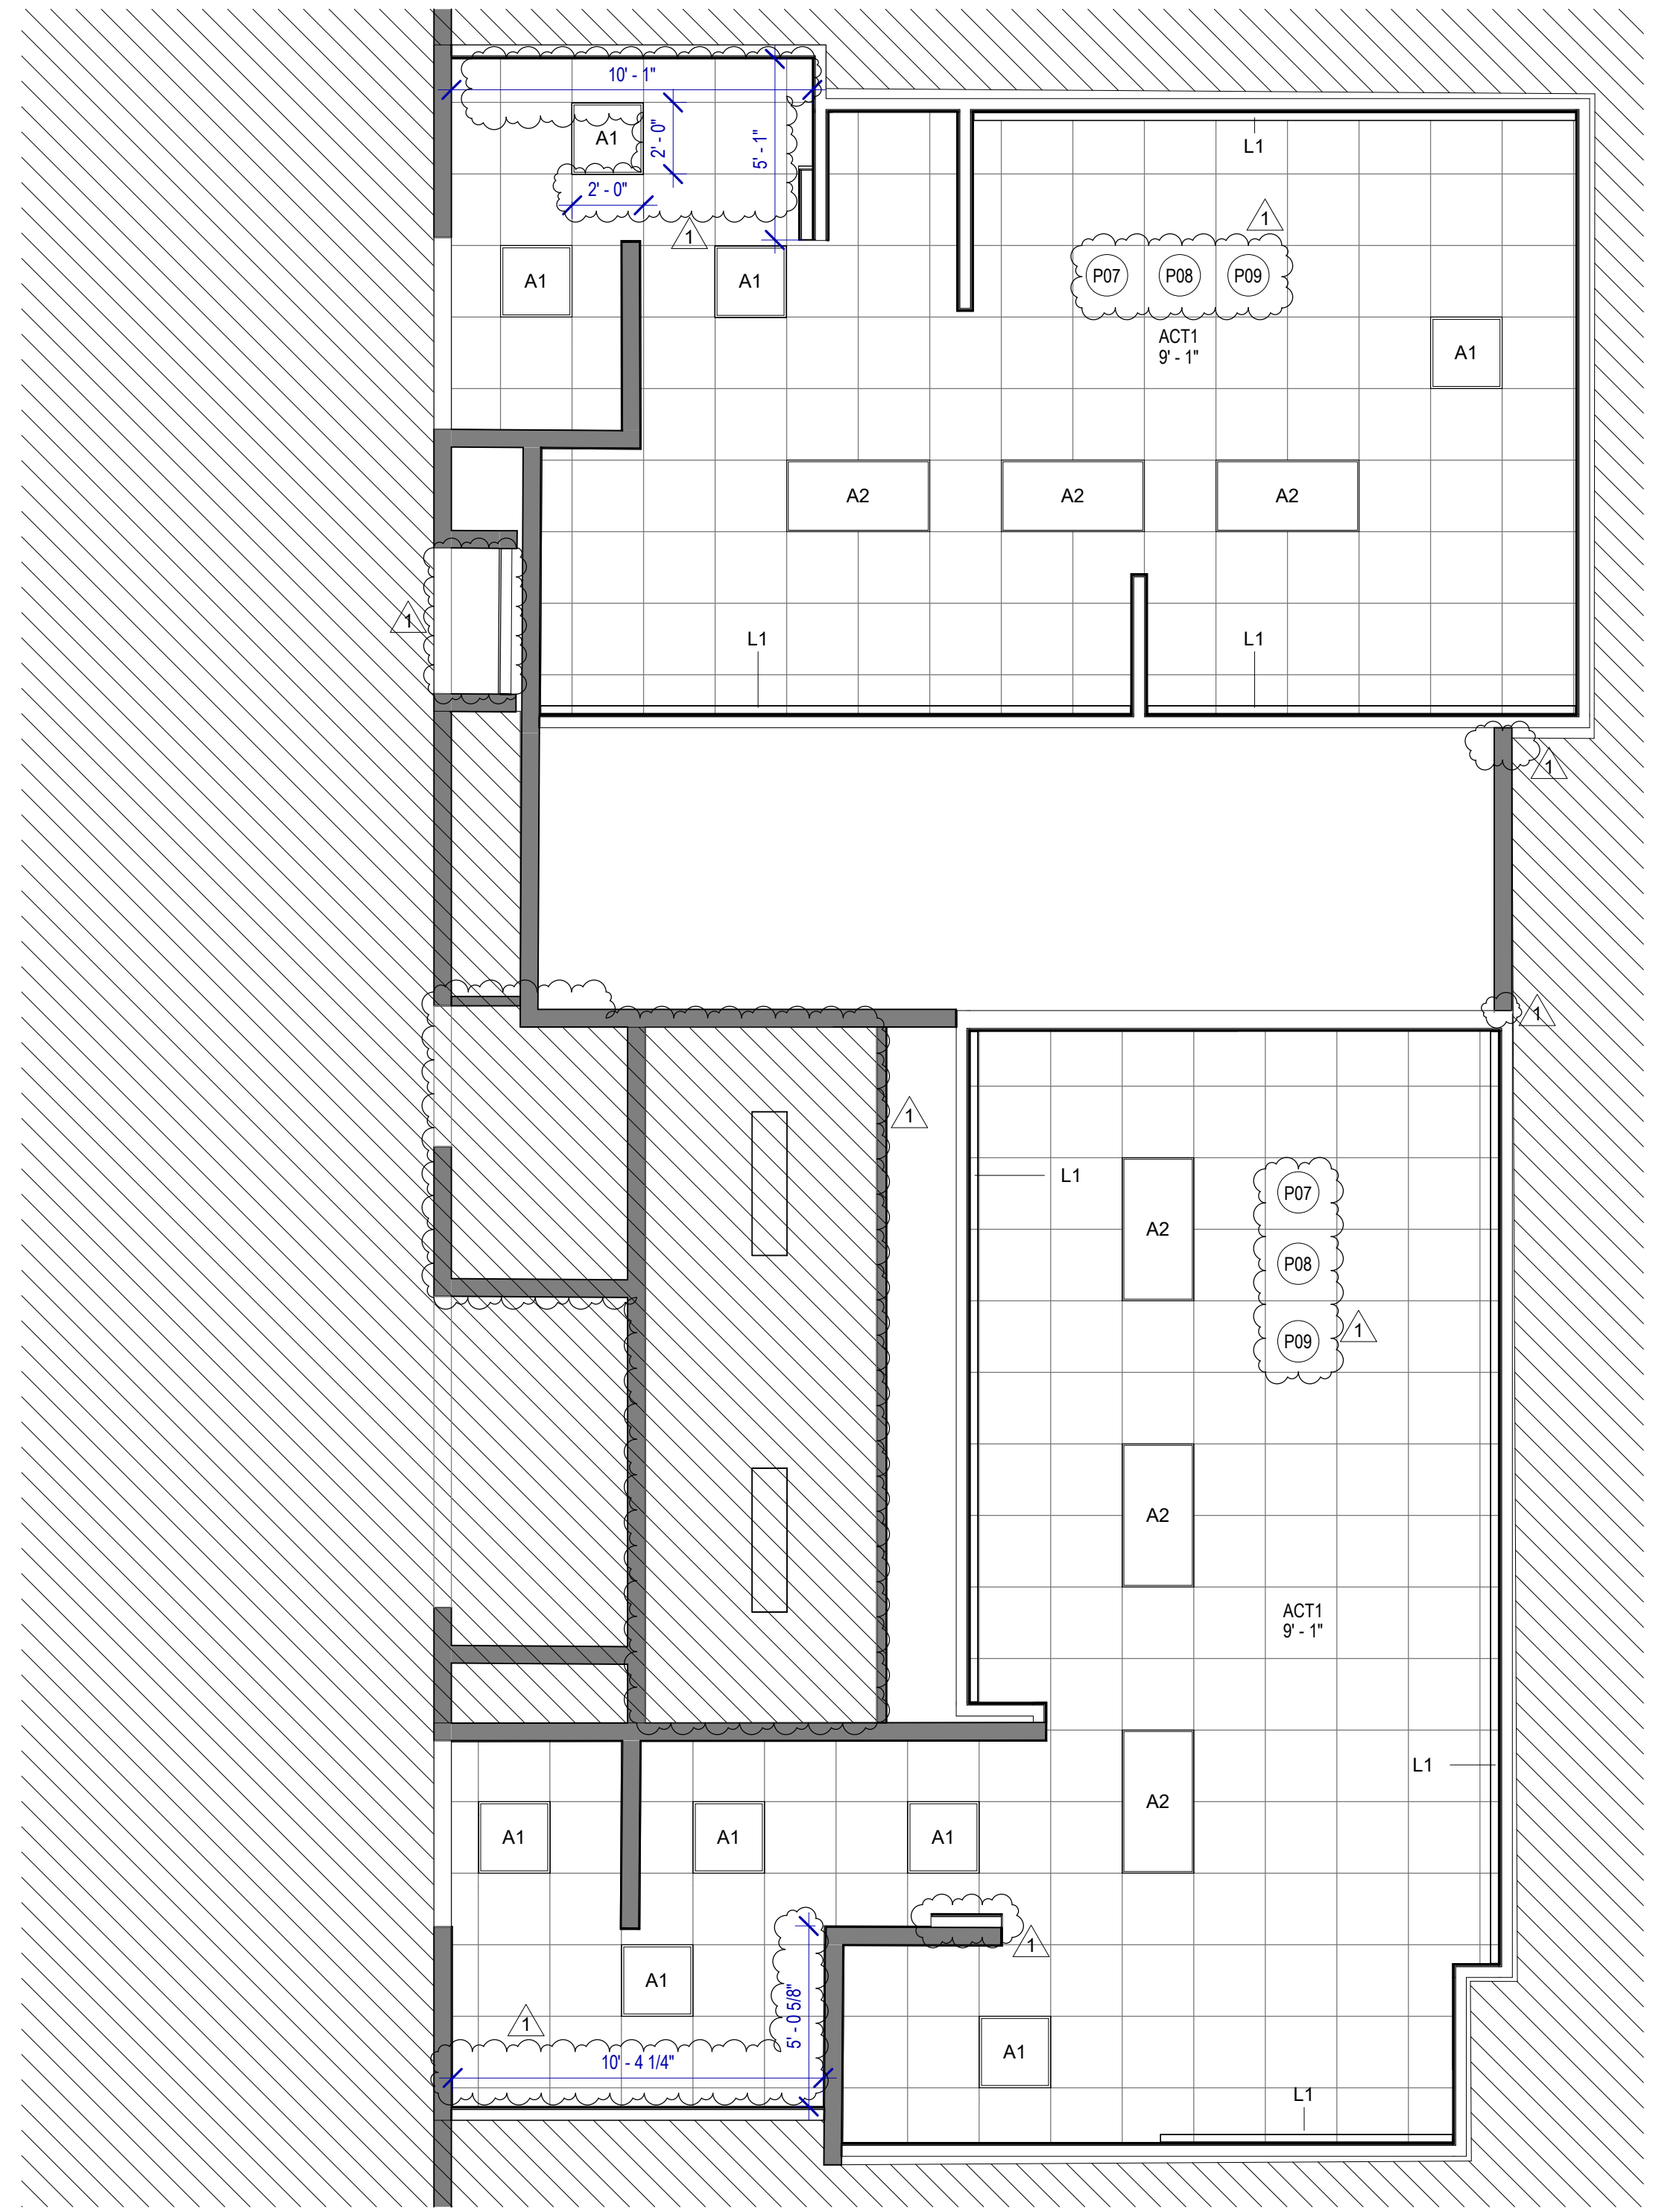 10' - 1"
A1
2' - 0"
5' - 1"
L1
2' - 0"
1
1
A1
A1
P07
P08
P09
ACT1
9' - 1"
A1
A2
A2
A2
1
L1
L1
1
1
1
L1
A2
P07
P08
P09
1
A2
ACT1
9' - 1"
L1
A2
A1
A1
A1
1
A1
5' - 0 5/8"
1
10' - 4 1/4"
A1
L1